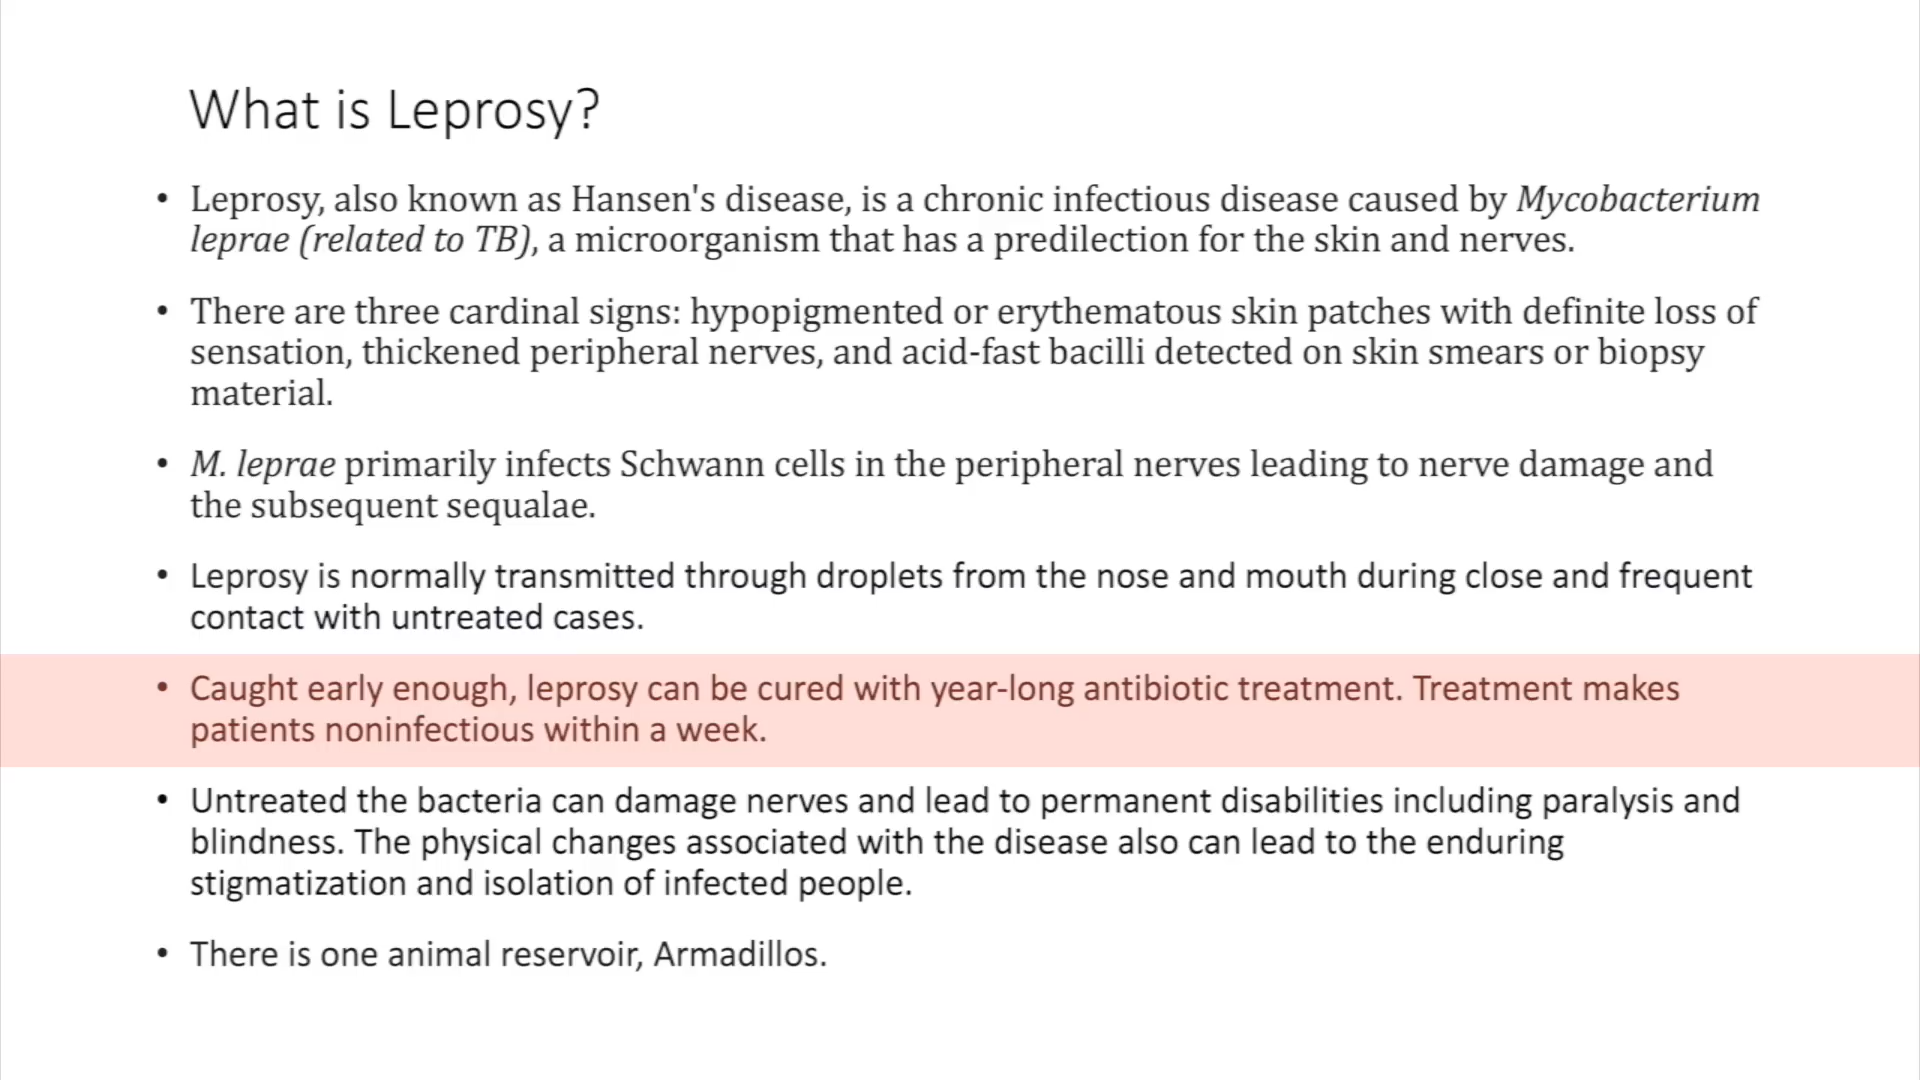 What is Leprosy?
• Leprosy, also known as Hansen's disease, is a chronic infectious disease caused by Mycobacterium
leprae (related to TB), a microorganism that has a predilection for the skin and nerves.
• There are three cardinal signs: hypopigmented or erythematous skin patches with definite loss of
sensation, thickened peripheral nerves, and acid-fast bacilli detected on skin smears or biopsy
material.
• M. leprae primarily infects Schwann cells in the peripheral nerves leading to nerve damage and
the subsequent sequalae.
• Leprosy is normally transmitted through droplets from the nose and mouth during close and frequent
contact with untreated cases.
• Caught early enough, leprosy can be cured with year-long antibiotic treatment. Treatment makes
patients noninfectious within a week.
• Untreated the bacteria can damage nerves and lead to permanent disabilities including paralysis and
blindness. The physical changes associated with the disease also can lead to the enduring
stigmatization and isolation of infected people.
• There is one animal reservoir, Armadillos.